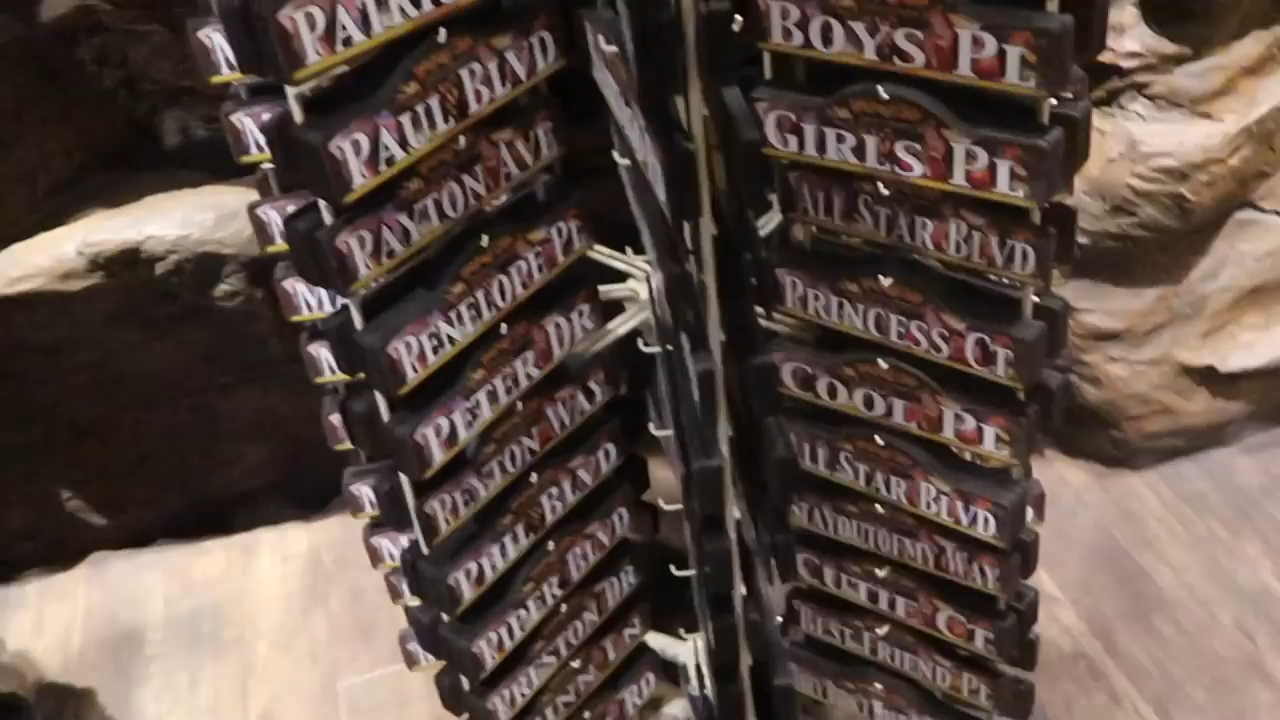 PAUL BLVD
PAYTON AVE
PENELOPE PL
PETER DR
PEYTON WAY
PHIL BLVD
PIPER BLVD
PRESTON DR
BOYS PL
GIRLS PL
ALL STAR BLVD
PRINCESS CT
COOL PL
ALL STAR BLVD
STAYOUTOFMY WAY
CUTIE CT
BEST FRIEND PL